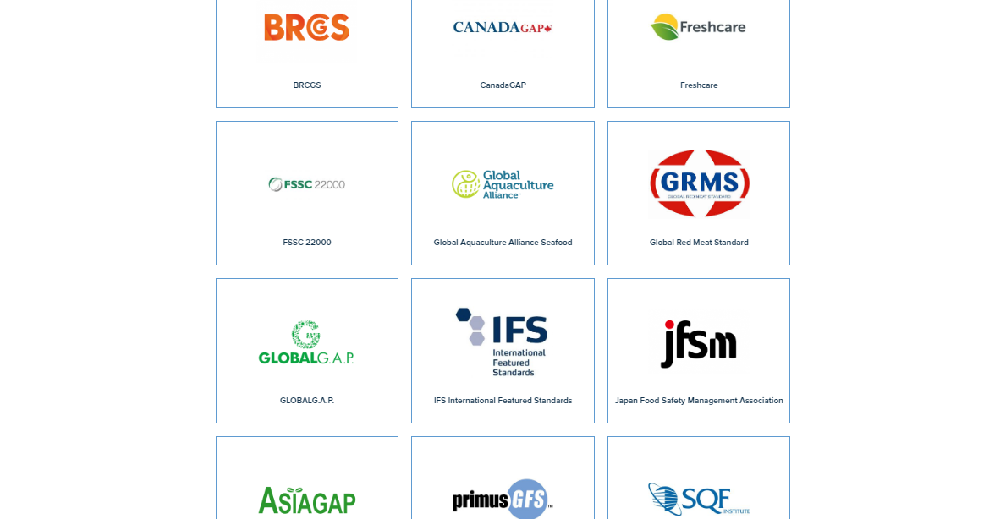 BRCGS
CANADAGAP
Freshcare
BRCGS
CanadaGAP
Freshcare
FSSC 22000
Global
Aquaculture
Alliance
GRMS
GLOBAL RED MEAT STANDARD
FSSC 22000
Global Aquaculture Alliance Seafood
Global Red Meat Standard
GLOBALG.A.P.
IFS
International
Featured
Standards
jfsm
GLOBALG.A.P.
IFS International Featured Standards
Japan Food Safety Management Association
ASIAGAP
primusGFS™
SQF
INSTITUTE